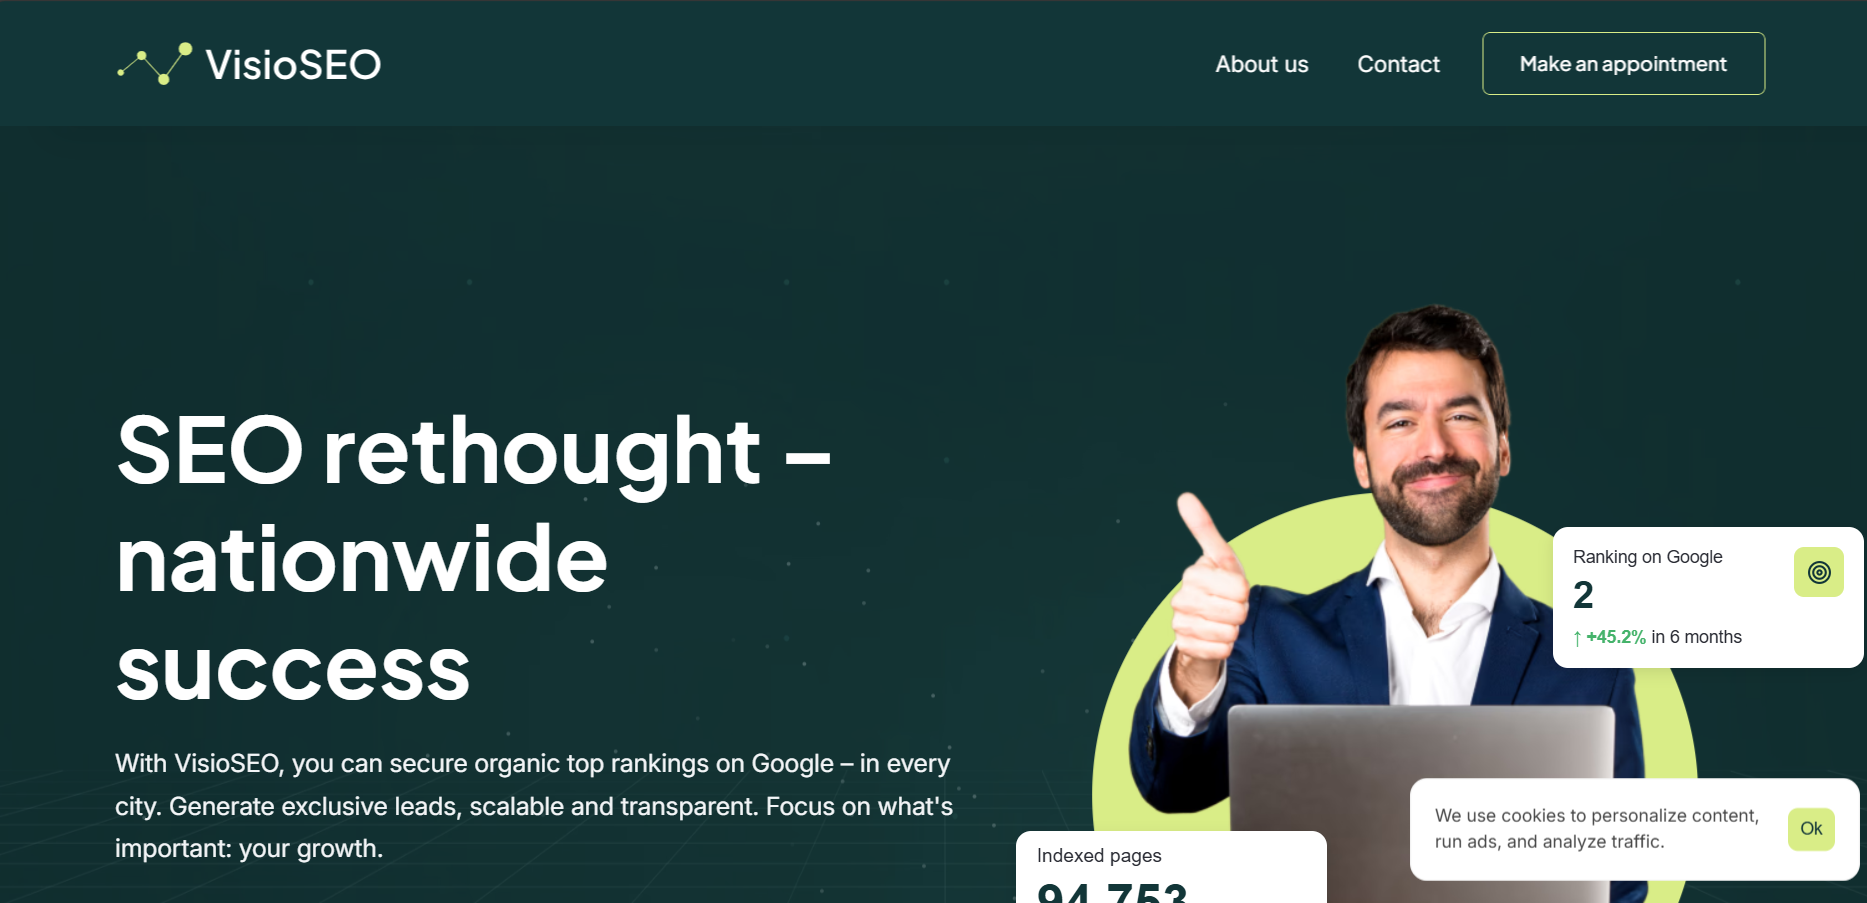 VisioSEO
About us
Contact
Make an appointment
SEO rethought –
nationwide
success
With VisioSEO, you can secure organic top rankings on Google – in every
city. Generate exclusive leads, scalable and transparent. Focus on what's
important: your growth.
Ranking on Google
2
↑ +45.2% in 6 months
We use cookies to personalize content,
run ads, and analyze traffic.
Ok
Indexed pages
94,753